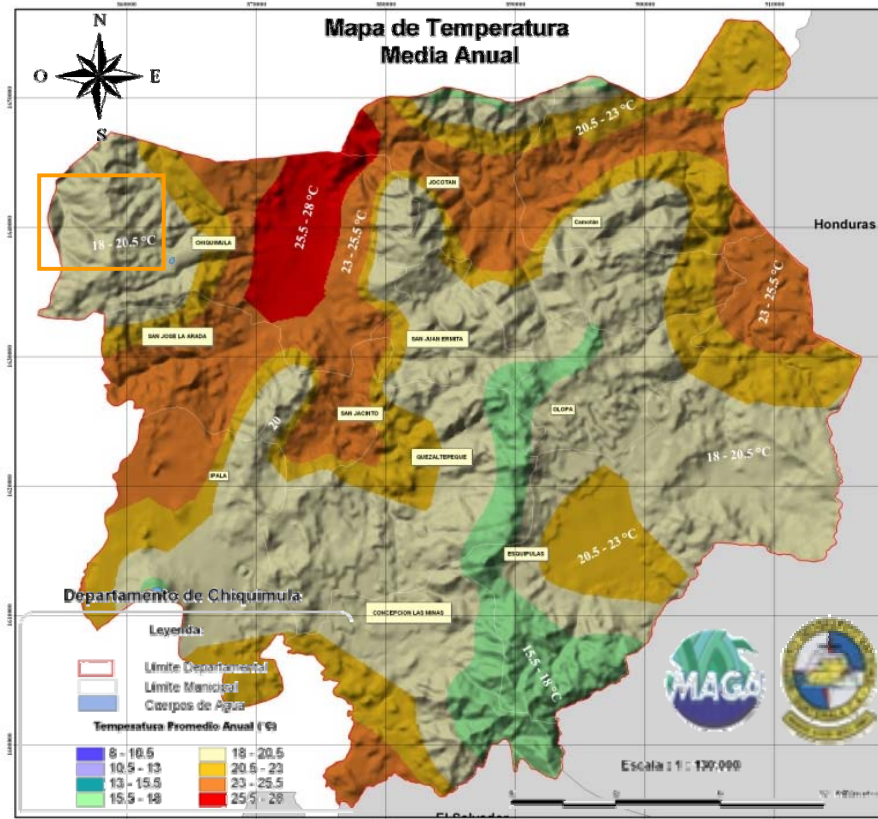 Mapa de Temperatura
Media Anual
N
O
E
S
20.5 - 23 °C
JOCOTAN
Camotán
Honduras
25.5 - 28 °C
23 - 25.5 °C
18 - 20.5 °C
CHIQUIMULA
23 - 25.5 °C
SAN JOSE LA ARADA
SAN JUAN ERMITA
SAN JACINTO
OLOPA
20
QUEZALTEPEQUE
18 - 20.5 °C
IPALA
20.5 - 23 °C
ESQUIPULAS
Departamento de Chiquimula
CONCEPCION LAS MINAS
15.5 - 18 °C
Leyenda:
Límite Departamental
Límite Municipal
Cuerpos de Agua
Temperatura Promedio Anual (°C)
8 - 10.5
18 - 20.5
10.5 - 13
20.5 - 23
13 - 15.5
23 - 25.5
15.5 - 18
25.5 - 28
MAGA
Escala : 1 : 130,000
El Salvador